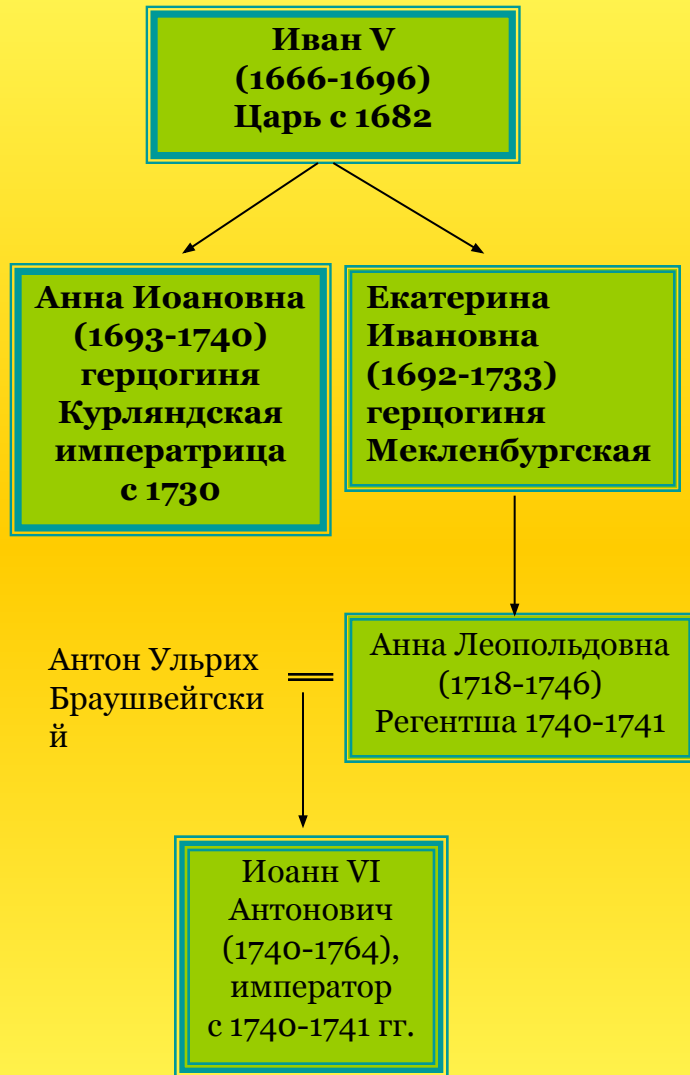 Иван V
(1666-1696)
Царь с 1682
Анна Иоановна
(1693-1740)
герцогиня
Курляндская
императрица
с 1730
Екатерина
Ивановна
(1692-1733)
герцогиня
Мекленбургская
Антон Ульрих
Браушвейгски
й
Анна Леопольдовна
(1718-1746)
Регентша 1740-1741
Иоанн VI
Антонович
(1740-1764),
император
с 1740-1741 гг.